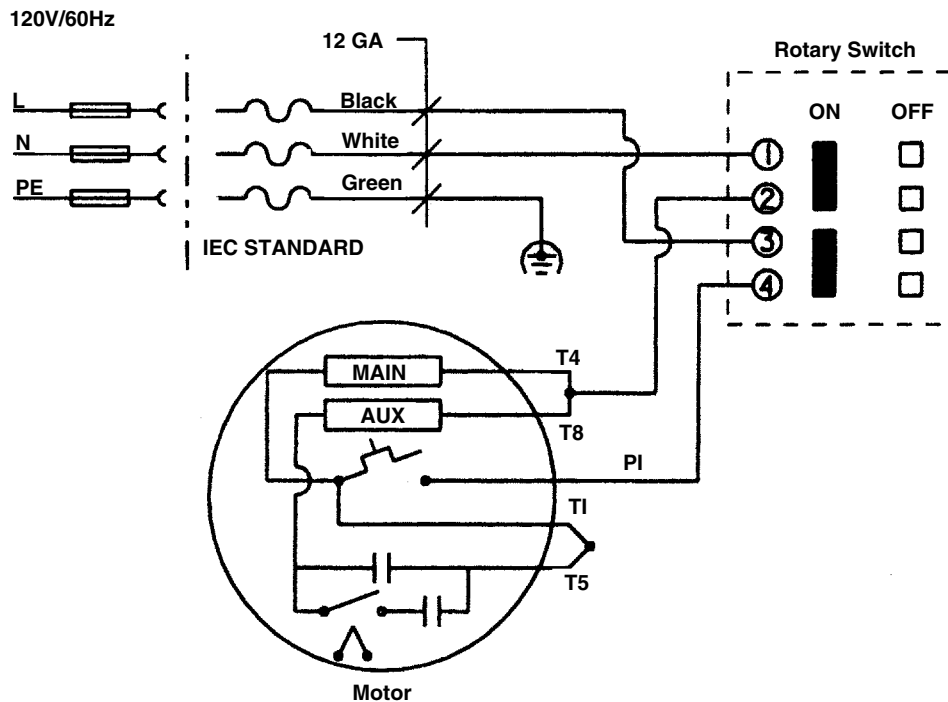 120V/60Hz
12 GA
Rotary Switch
ON OFF
L
Black
N
White
PE
Green
IEC STANDARD
1
2
3
4
MAIN
AUX
T4
T8
PI
TI
T5
Motor